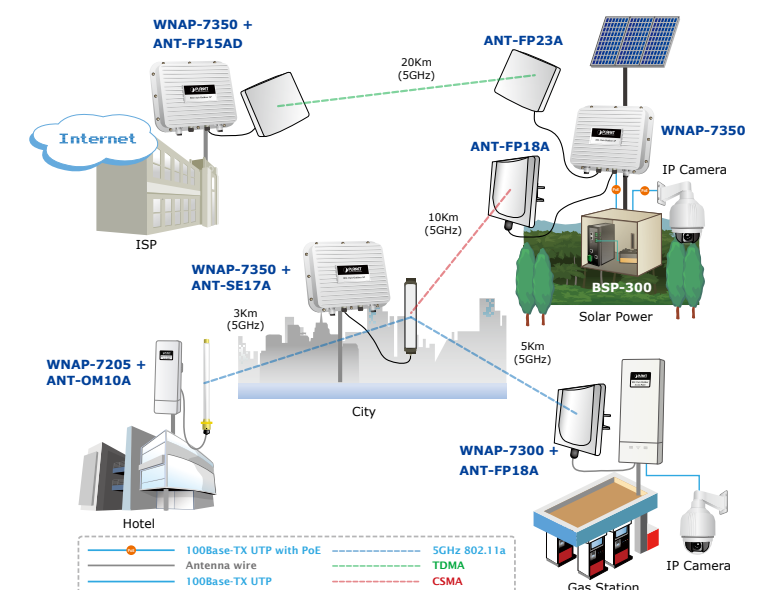 WNAP-7350 +
ANT-FP15AD
ANT-FP23A
20Km
(5GHz)
Internet
WNAP-7350
ANT-FP18A
IP Camera
PoE
PoE
10Km
(5GHz)
ISP
WNAP-7350 +
ANT-SE17A
BSP-300
Solar Power
3Km
(5GHz)
5Km
(5GHz)
WNAP-7205 +
ANT-OM10A
City
WNAP-7300 +
ANT-FP18A
Hotel
IP Camera
Gas Station
PoE
100Base-TX UTP with PoE
5GHz 802.11a
Antenna wire
TDMA
100Base-TX UTP
CSMA